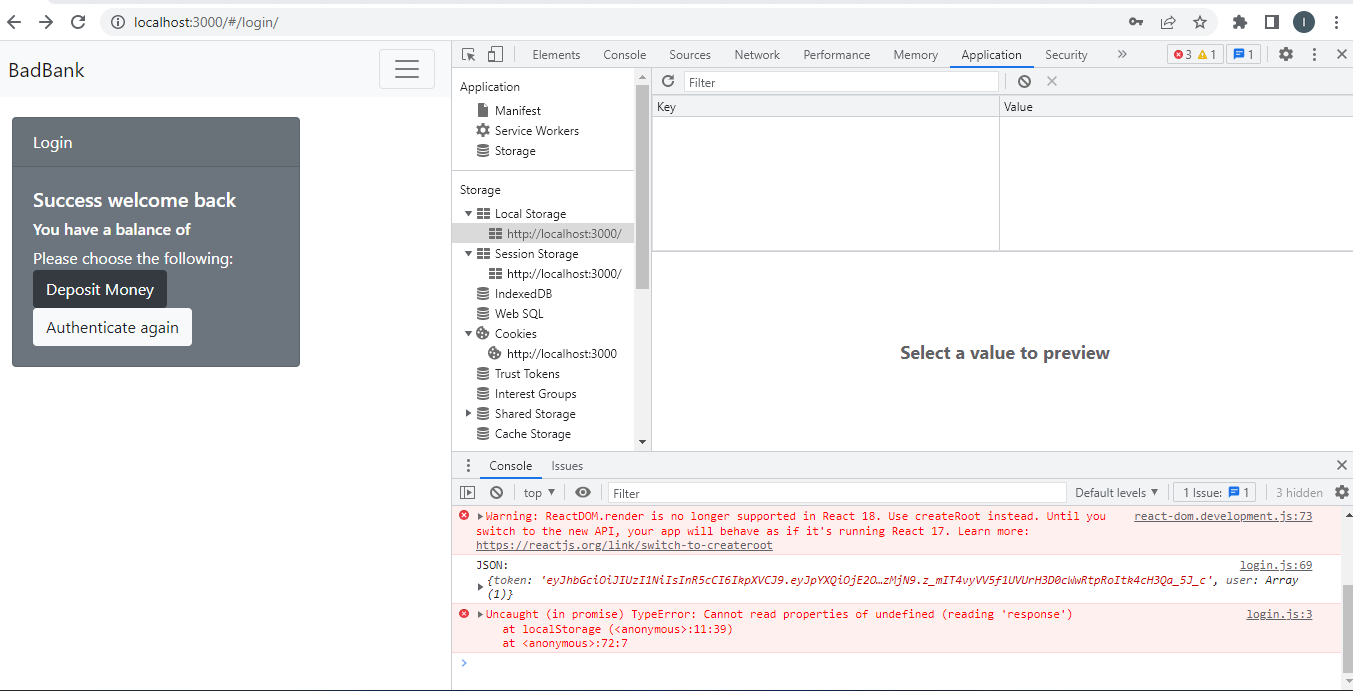 localhost:3000/#/login/
I
BadBank
Elements Console Sources Network Performance Memory Application Security » 3 1 1
Login
Success welcome back
You have a balance of
Please choose the following:
Deposit Money
Authenticate again
Application
Manifest
Service Workers
Storage
Storage
Local Storage
http://localhost:3000/
Session Storage
http://localhost:3000/
IndexedDB
Web SQL
Cookies
http://localhost:3000
Trust Tokens
Interest Groups
Shared Storage
Cache Storage
Filter
Key Value
Select a value to preview
Console Issues
top Filter Default levels 1 Issue: 1 3 hidden
Warning: ReactDOM.render is no longer supported in React 18. Use createRoot instead. Until you react-dom.development.js:73
switch to the new API, your app will behave as if it's running React 17. Learn more:
https://reactjs.org/link/switch-to-createroot
JSON: login.js:69
{token: 'eyJhbGciOiJIUzI1NiIsInR5cCI6IkpXVCJ9.eyJpYXQiOjE2O…zMjN9.z_mIT4vyVV5f1UVUrH3D0cWwRtpRoItk4cH3Qa_5J_c', user: Array
(1)}
Uncaught (in promise) TypeError: Cannot read properties of undefined (reading 'response') login.js:3
at localStorage (<anonymous>:11:39)
at <anonymous>:72:7